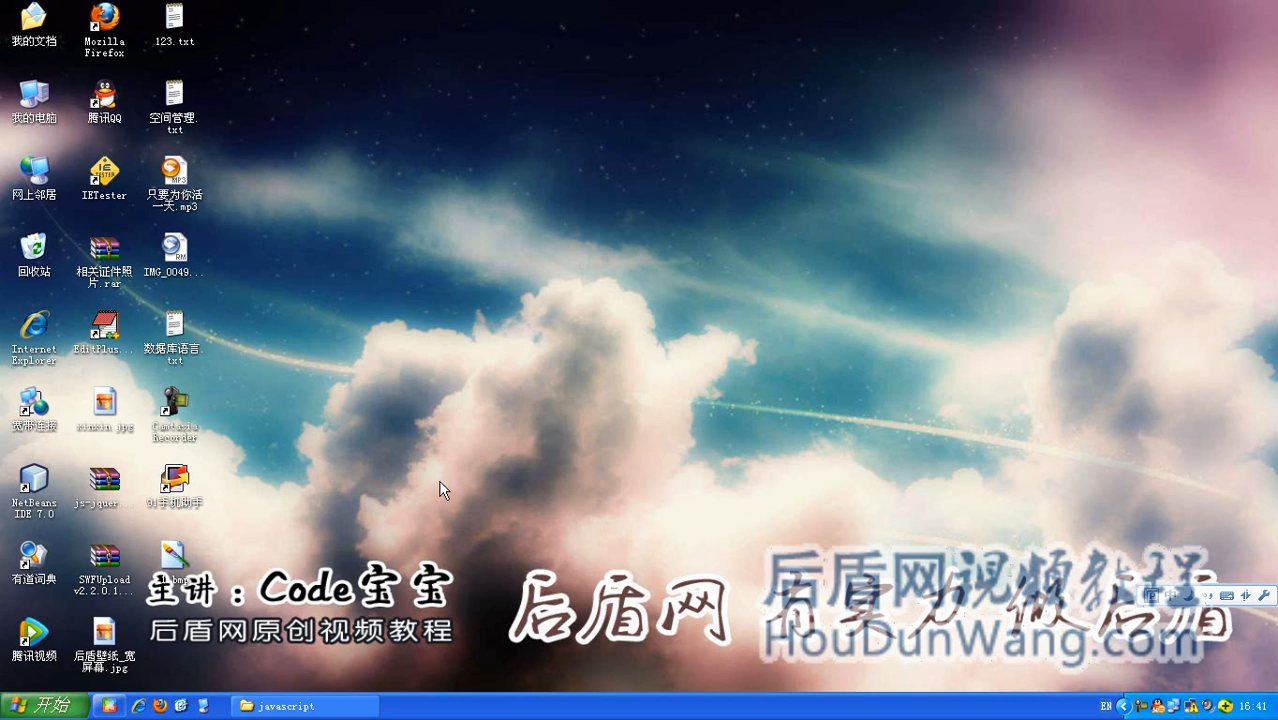 我的文档
Mozilla
Firefox
123.txt
我的电脑
腾讯QQ
空间管理.
txt
网上邻居
IETester
只要为你活
一天.mp3
回收站
相关证件照
片.rar
IMG_0049...
Internet
Explorer
EditPlus...
数据库语言.
txt
宽带连接
xinxin.jpg
Camtasia
Recorder
NetBeans
IDE 7.0
js-jquer...
91手机助手
有道词典
SWFUpload
v2.2.0.1...
腾讯视频
后盾壁纸_宽
屏幕.jpg
主讲：Code宝宝
后盾网原创视频教程
后盾网 有实力 做后盾
后盾网视频教程
HouDunWang.com
中
开始
javascript
EN
16:41